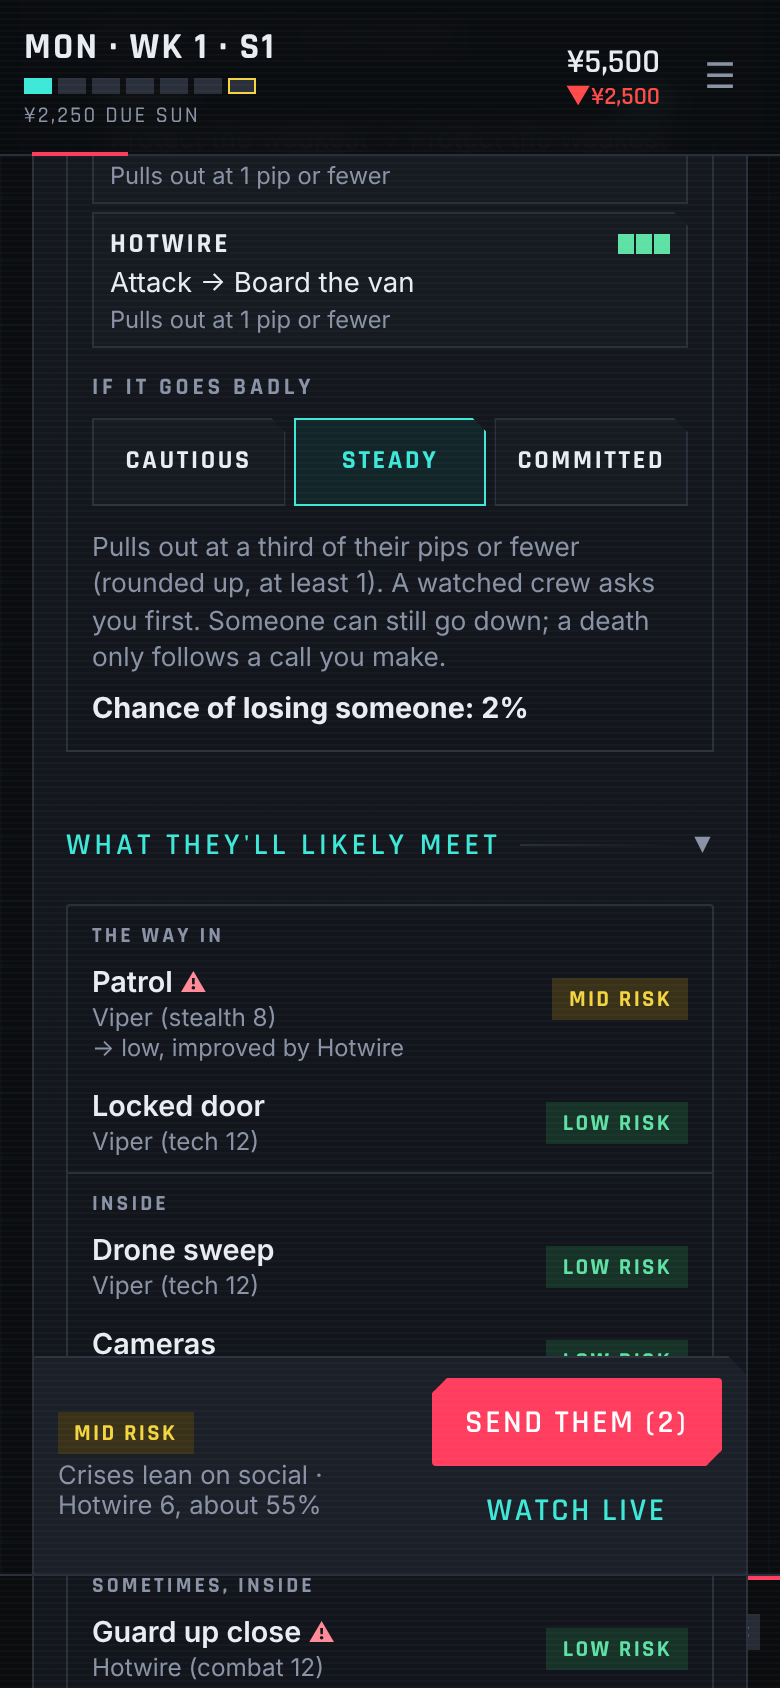 MON · WK 1 · S1
¥2,250 DUE SUN
¥5,500
▼¥2,500
☰
Pulls out at 1 pip or fewer
HOTWIRE
Attack → Board the van
Pulls out at 1 pip or fewer
IF IT GOES BADLY
CAUTIOUS
STEADY
COMMITTED
Pulls out at a third of their pips or fewer
(rounded up, at least 1). A watched crew asks
you first. Someone can still go down; a death
only follows a call you make.
Chance of losing someone: 2%
WHAT THEY'LL LIKELY MEET
▼
THE WAY IN
Patrol
MID RISK
Viper (stealth 8)
→ low, improved by Hotwire
Locked door
LOW RISK
Viper (tech 12)
INSIDE
Drone sweep
LOW RISK
Viper (tech 12)
Cameras
LOW RISK
MID RISK
Crises lean on social ·
Hotwire 6, about 55%
SEND THEM (2)
WATCH LIVE
SOMETIMES, INSIDE
Guard up close
LOW RISK
Hotwire (combat 12)